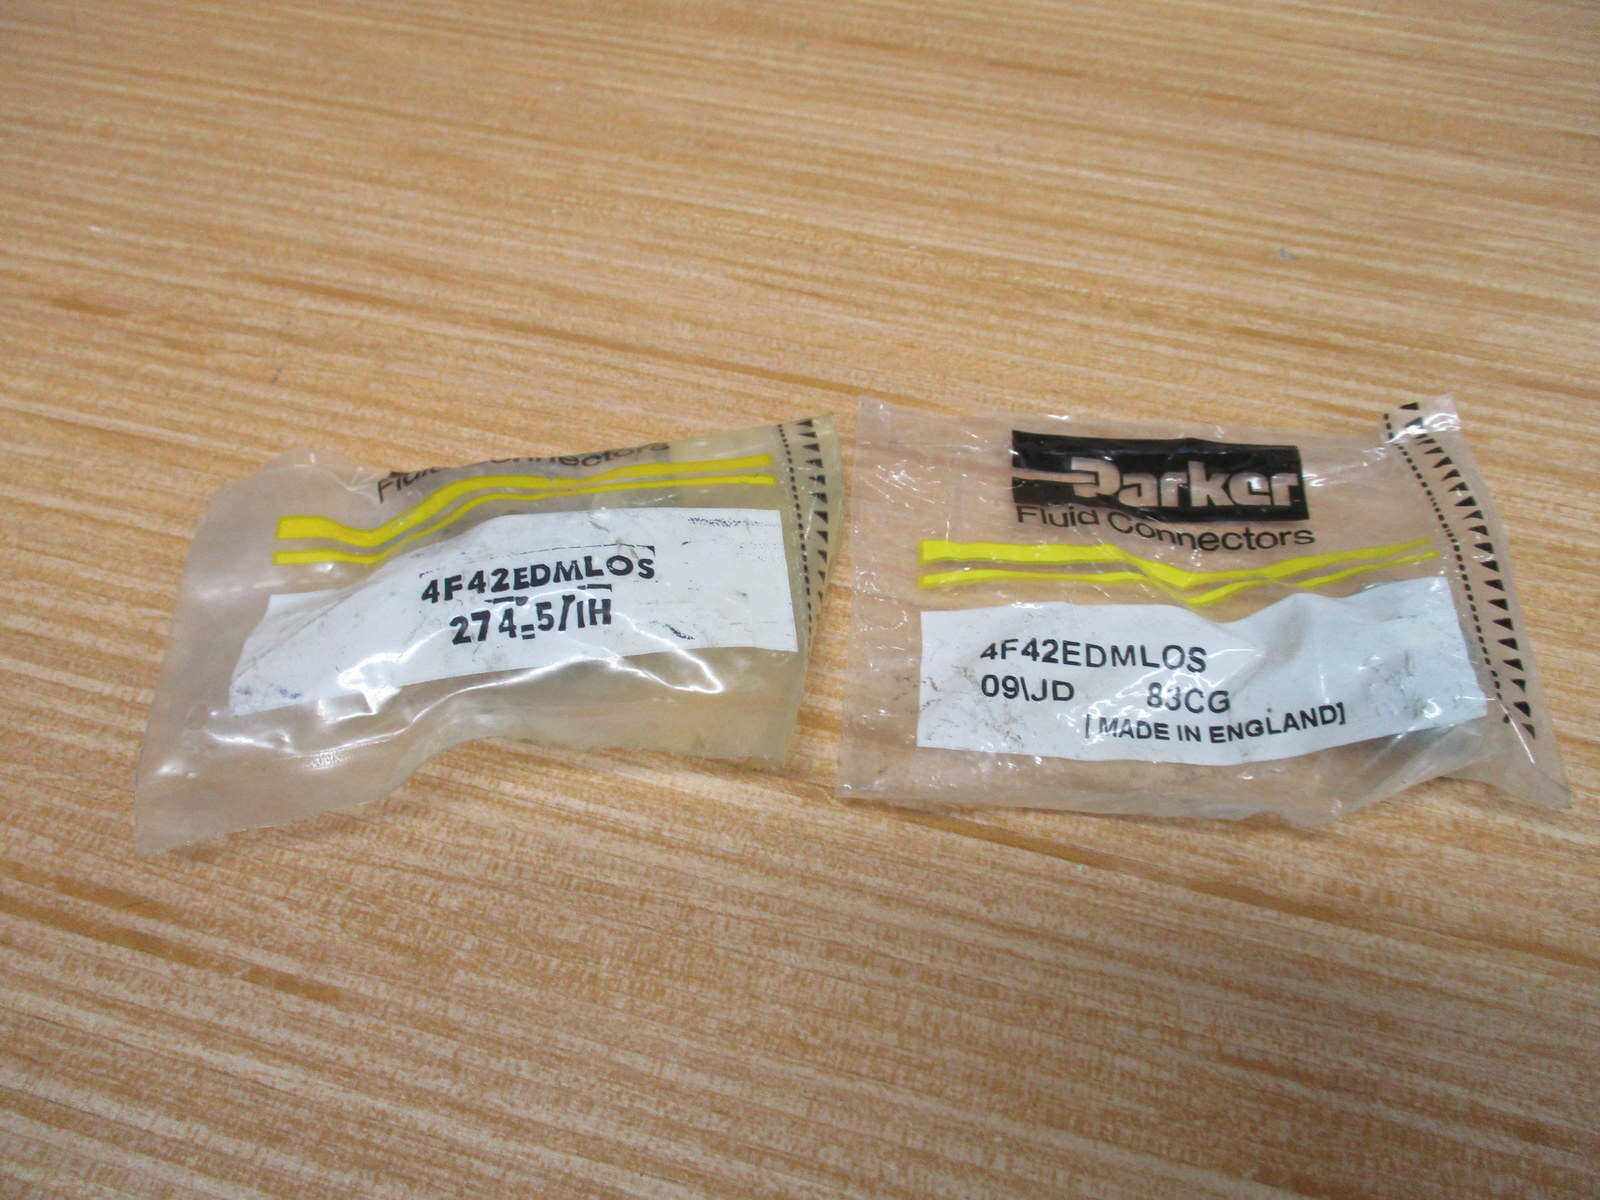 Fluid Connectors
4F42EDMLOS
274-5/1H
Parker
Fluid Connectors
4F42EDMLOS
09\JD 83CG
[MADE IN ENGLAND]